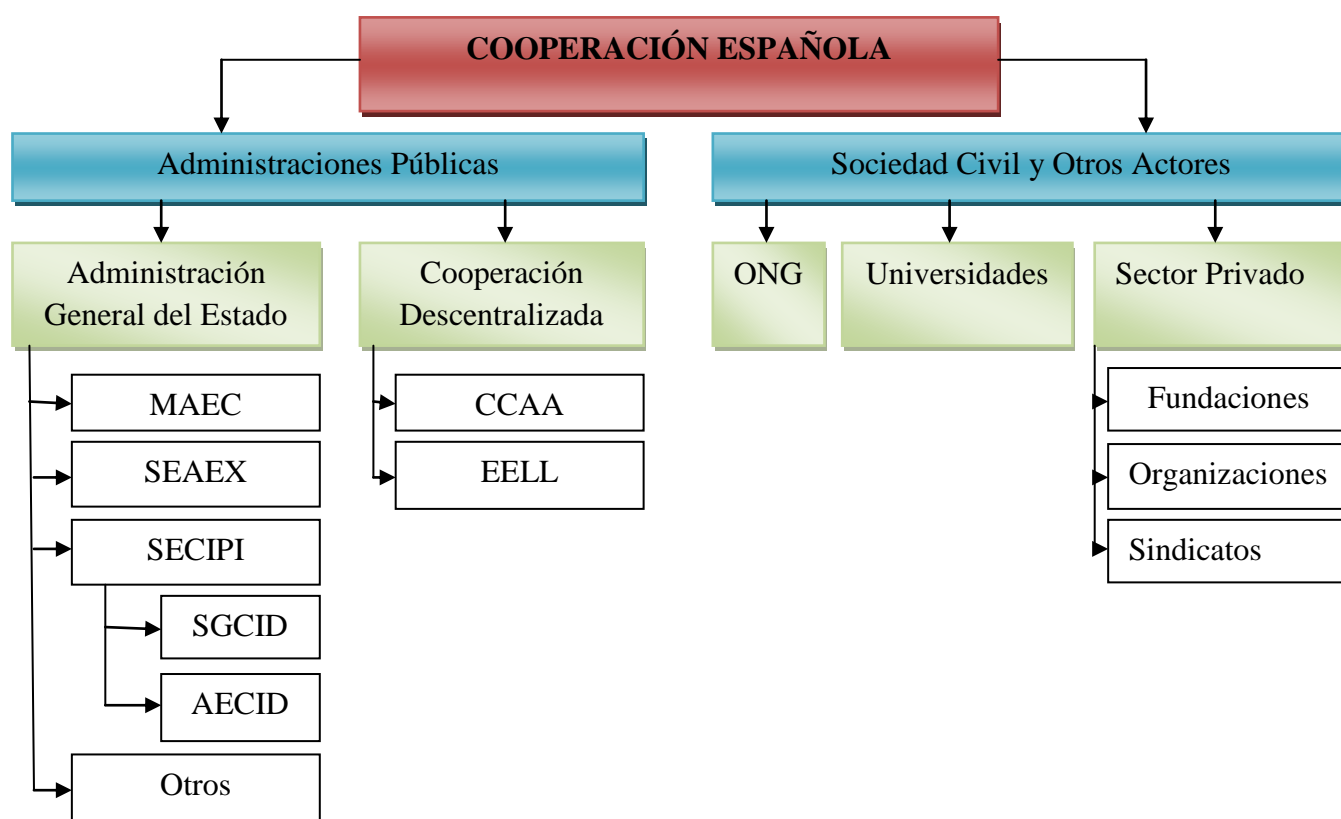 COOPERACIÓN ESPAÑOLA
Administraciones Públicas
Sociedad Civil y Otros Actores
Administración
General del Estado
Cooperación
Descentralizada
ONG
Universidades
Sector Privado
MAEC
SEAEX
SECIPI
SGCID
AECID
Otros
CCAA
EELL
Fundaciones
Organizaciones
Sindicatos